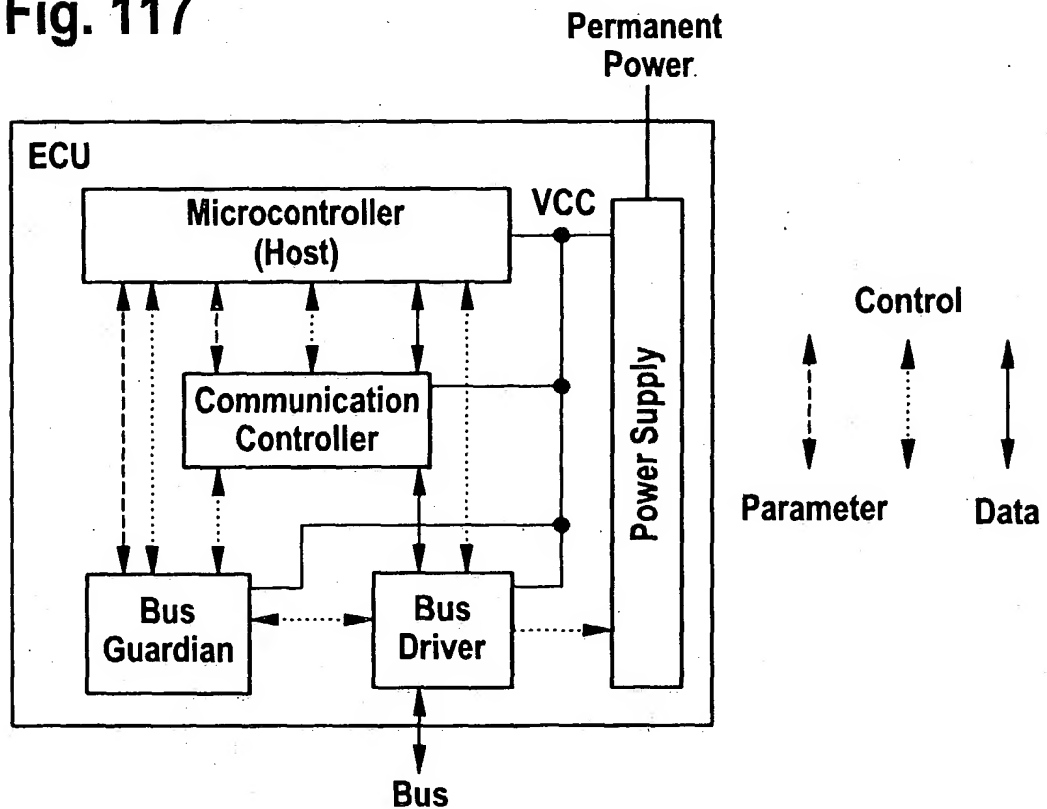 Fig. 117
Permanent
Power.
ECU
Microcontroller
(Host)
VCC
Communication
Controller
Power Supply
Bus
Guardian
Bus
Driver
Bus
Control
Parameter
Data